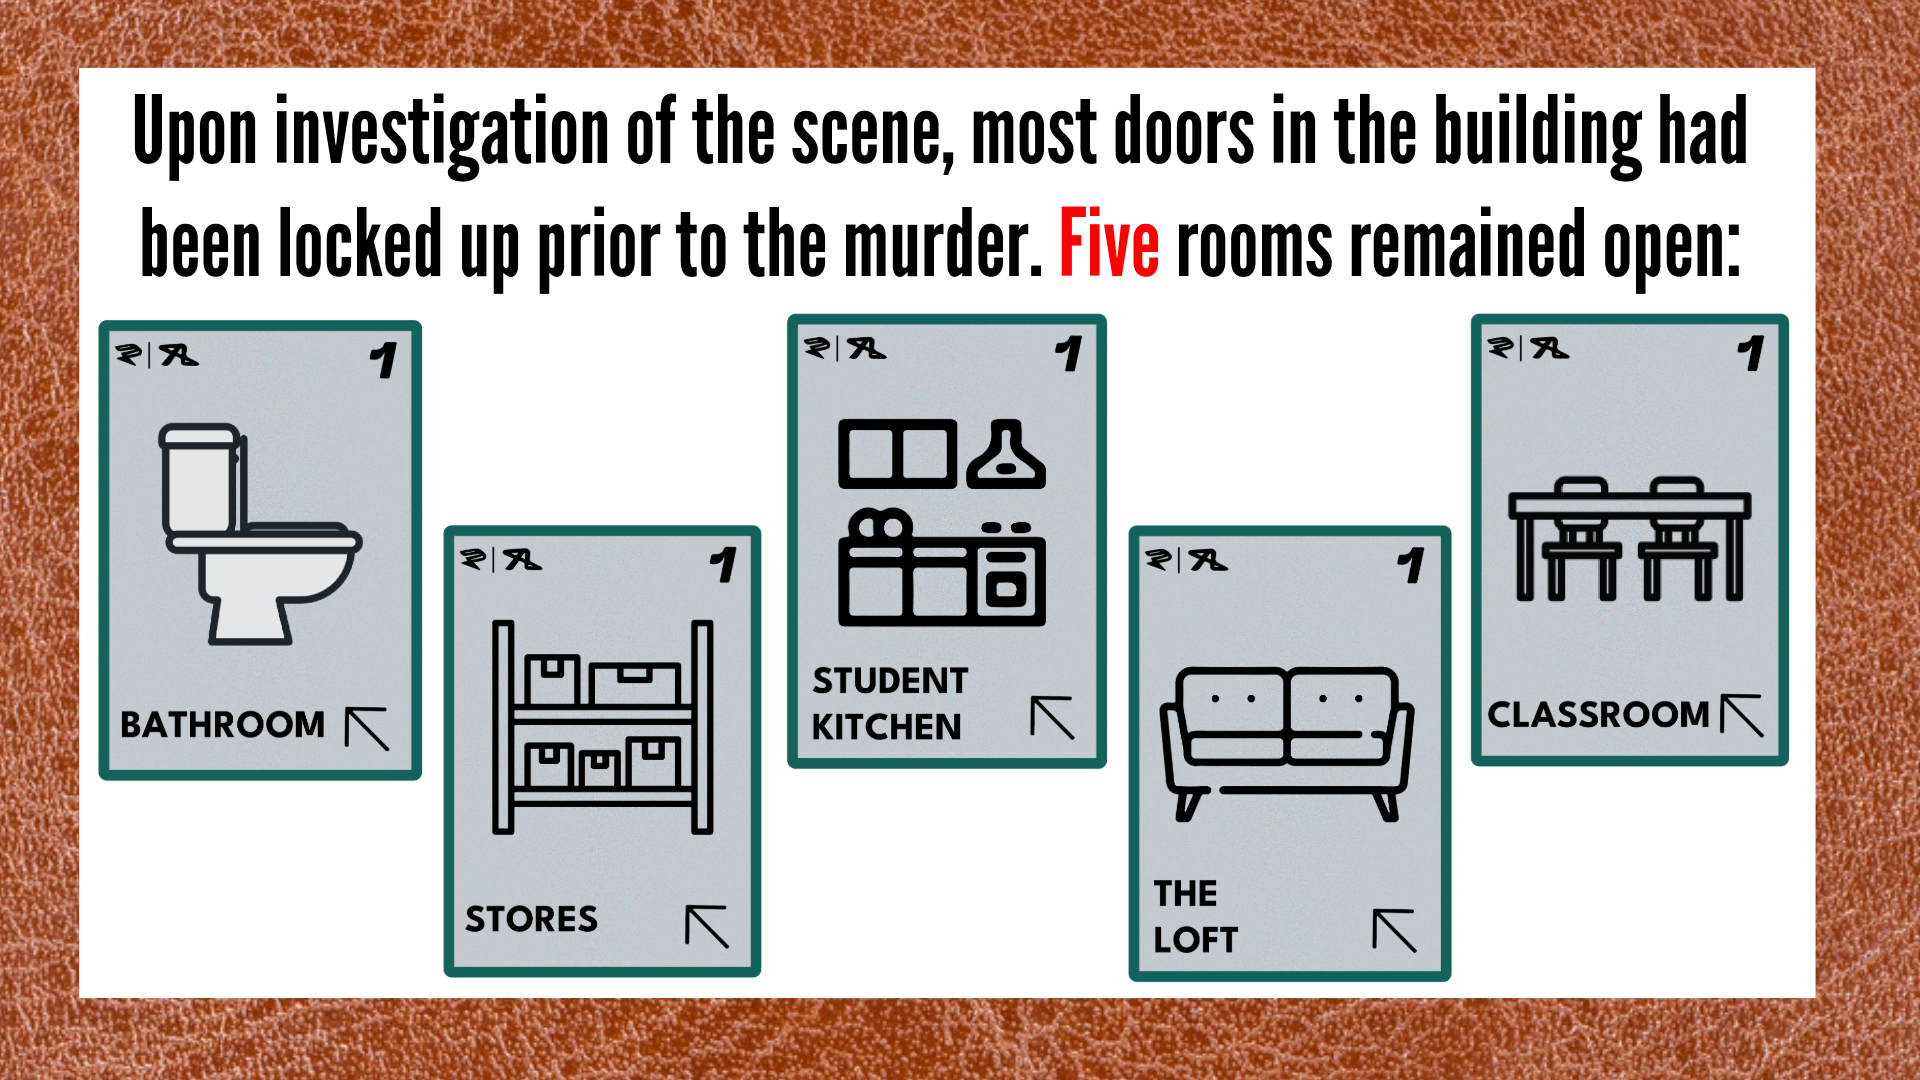 Upon investigation of the scene, most doors in the building had
been locked up prior to the murder. Five rooms remained open:
1
BATHROOM
1
STORES
1
STUDENT
KITCHEN
1
THE
LOFT
1
CLASSROOM